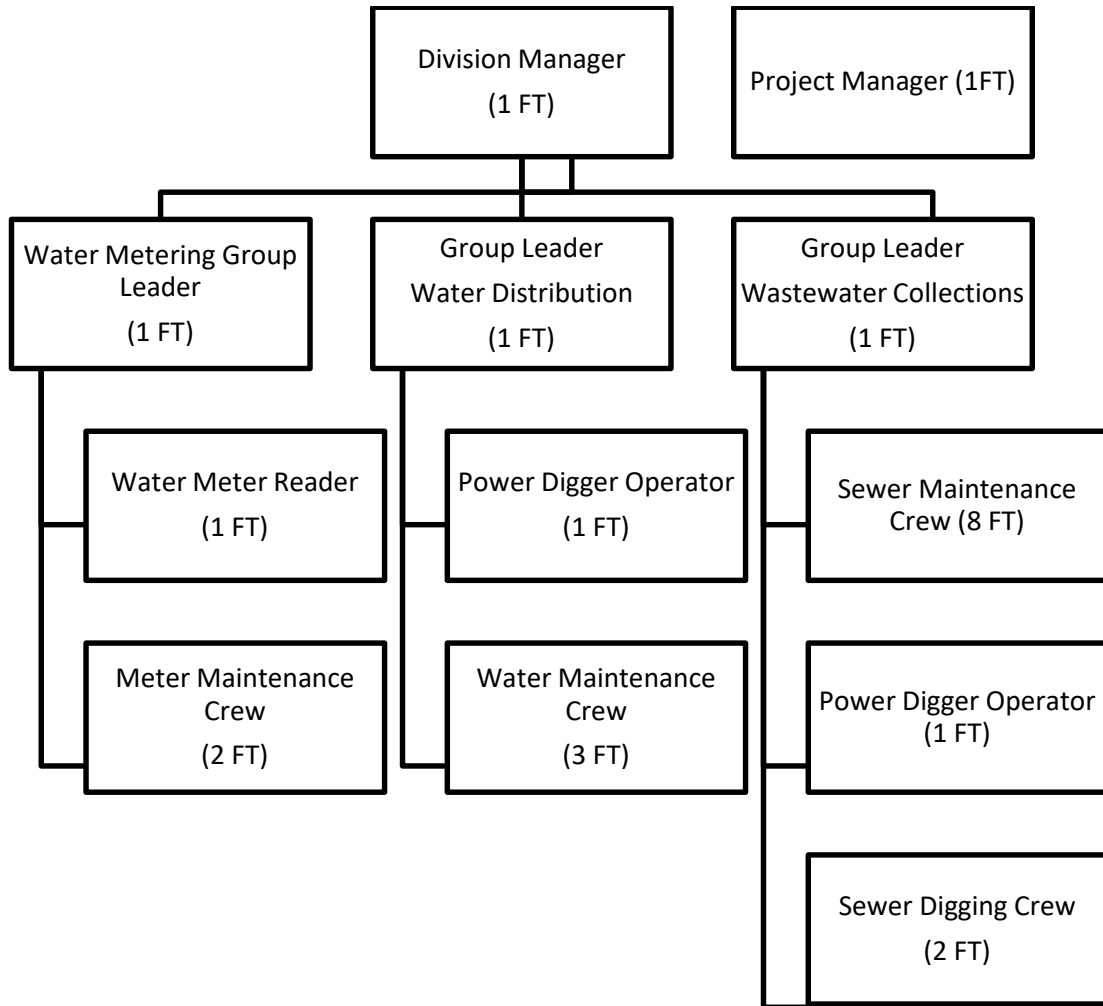 Division Manager
(1 FT)
Project Manager (1FT)
Water Metering Group
Leader
(1 FT)
Group Leader
Water Distribution
(1 FT)
Group Leader
Wastewater Collections
(1 FT)
Water Meter Reader
(1 FT)
Power Digger Operator
(1 FT)
Sewer Maintenance
Crew (8 FT)
Meter Maintenance
Crew
(2 FT)
Water Maintenance
Crew
(3 FT)
Power Digger Operator
(1 FT)
Sewer Digging Crew
(2 FT)